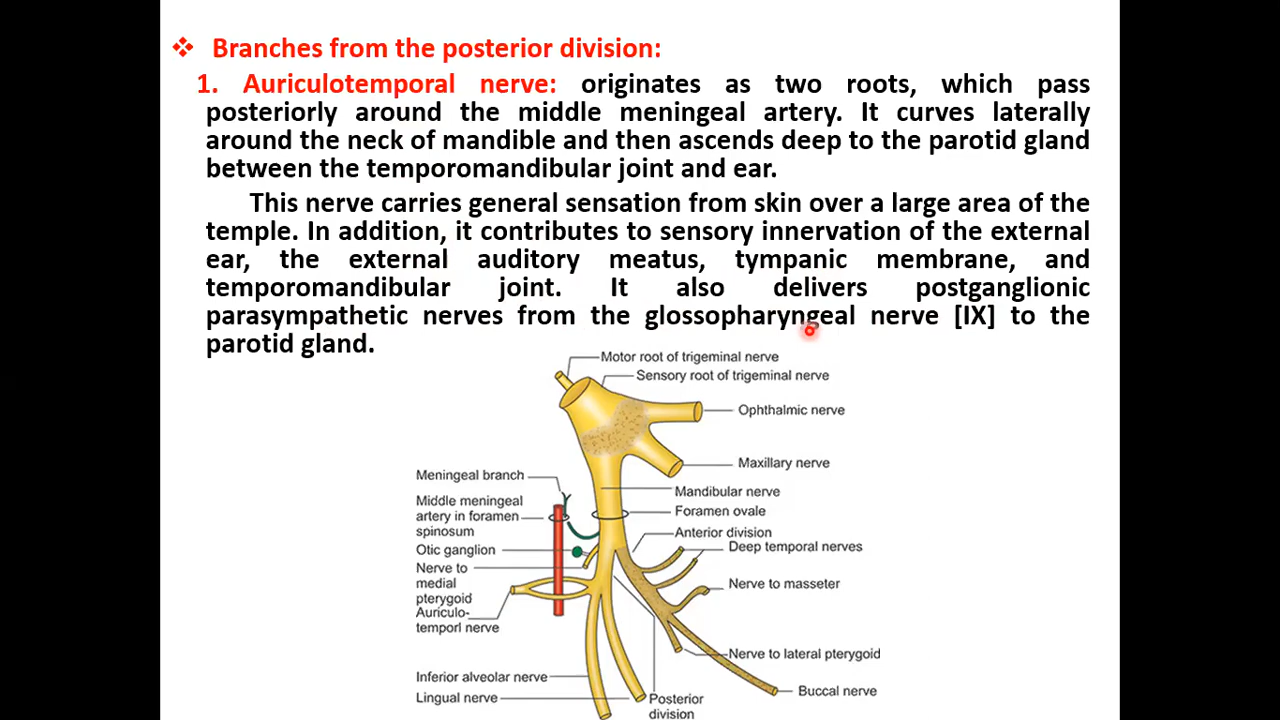 ❖ Branches from the posterior division:
1. Auriculotemporal nerve: originates as two roots, which pass
posteriorly around the middle meningeal artery. It curves laterally
around the neck of mandible and then ascends deep to the parotid gland
between the temporomandibular joint and ear.
This nerve carries general sensation from skin over a large area of the
temple. In addition, it contributes to sensory innervation of the external
ear, the external auditory meatus, tympanic membrane, and
temporomandibular joint. It also delivers postganglionic
parasympathetic nerves from the glossopharyngeal nerve [IX] to the
parotid gland.
Motor root of trigeminal nerve
Sensory root of trigeminal nerve
Ophthalmic nerve
Maxillary nerve
Meningeal branch
Mandibular nerve
Middle meningeal
artery in foramen
spinosum
Foramen ovale
Anterior division
Deep temporal nerves
Otic ganglion
Nerve to
medial
pterygoid
Nerve to masseter
Auriculo-
temporl nerve
Nerve to lateral pterygoid
Inferior alveolar nerve
Buccal nerve
Lingual nerve
Posterior
division